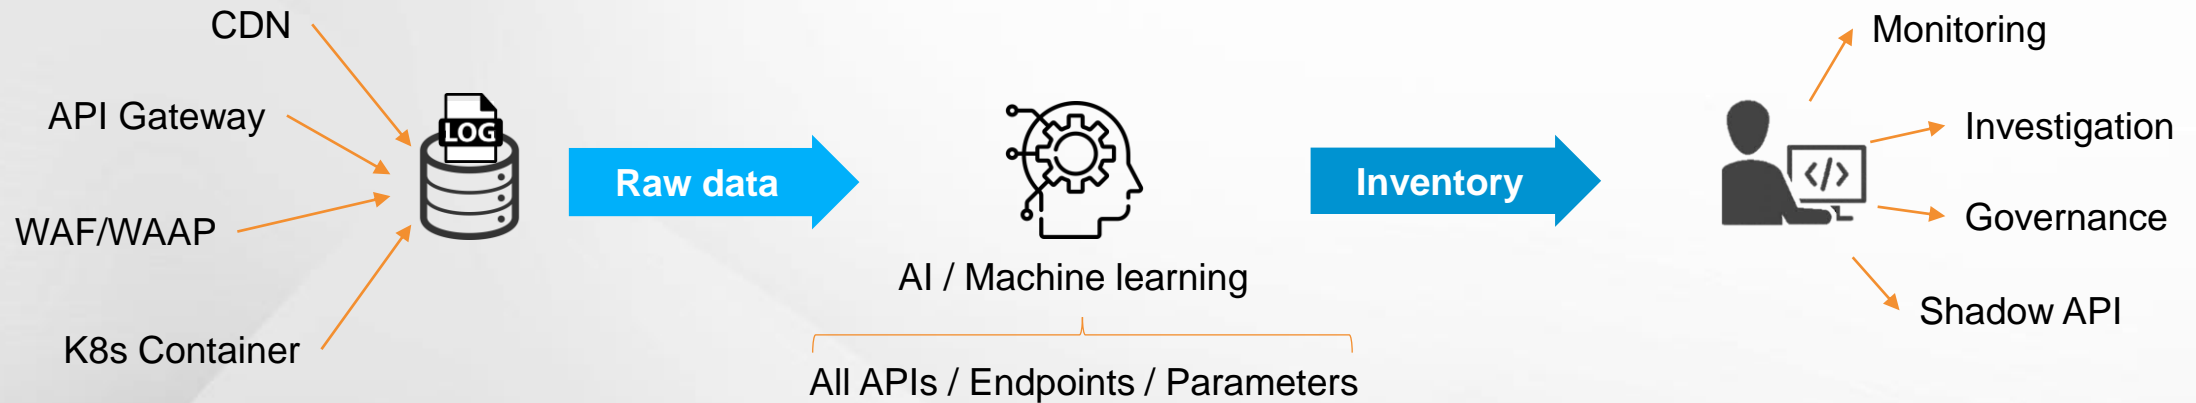 CDN
API Gateway
WAF/WAAP
K8s Container
LOG
Raw data
AI / Machine learning
All APIs / Endpoints / Parameters
Inventory
</>
Monitoring
Investigation
Governance
Shadow API